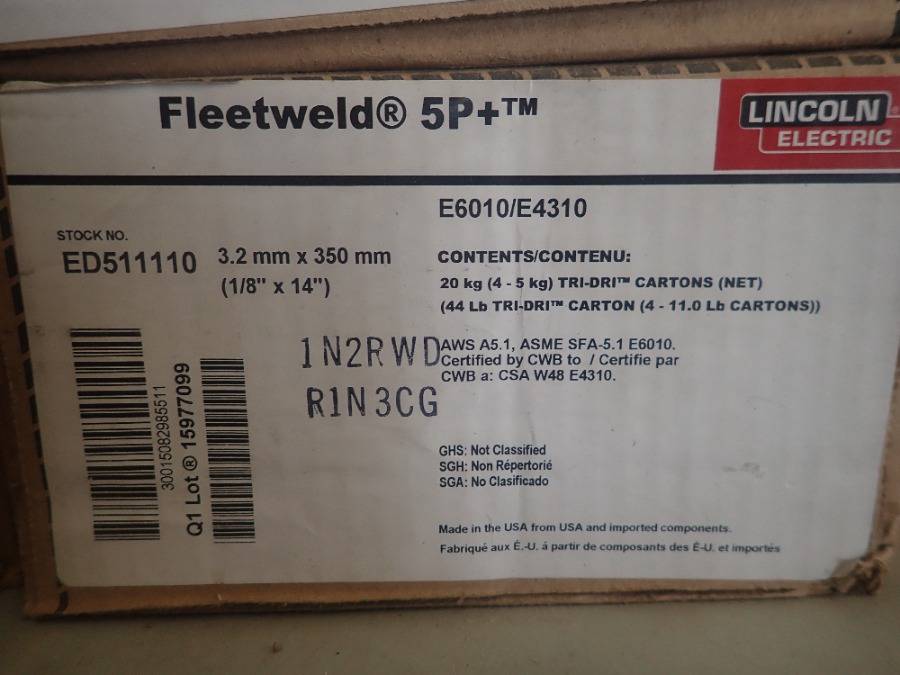 Fleetweld® 5P+™
LINCOLN ®
ELECTRIC
E6010/E4310
STOCK NO.
ED511110
3.2 mm x 350 mm
(1/8" x 14")
CONTENTS/CONTENU:
20 kg (4 - 5 kg) TRI-DRI™ CARTONS (NET)
(44 Lb TRI-DRI™ CARTON (4 - 11.0 Lb CARTONS))
1N2RWD
R1N3CG
AWS A5.1, ASME SFA-5.1 E6010.
Certified by CWB to / Certifie par
CWB a: CSA W48 E4310.
30015082985511
Q1 Lot ® 15977099
GHS: Not Classified
SGH: Non Répertorié
SGA: No Clasificado
Made in the USA from USA and imported components.
Fabriqué aux É.-U. á partir de composants des É-U. et importés